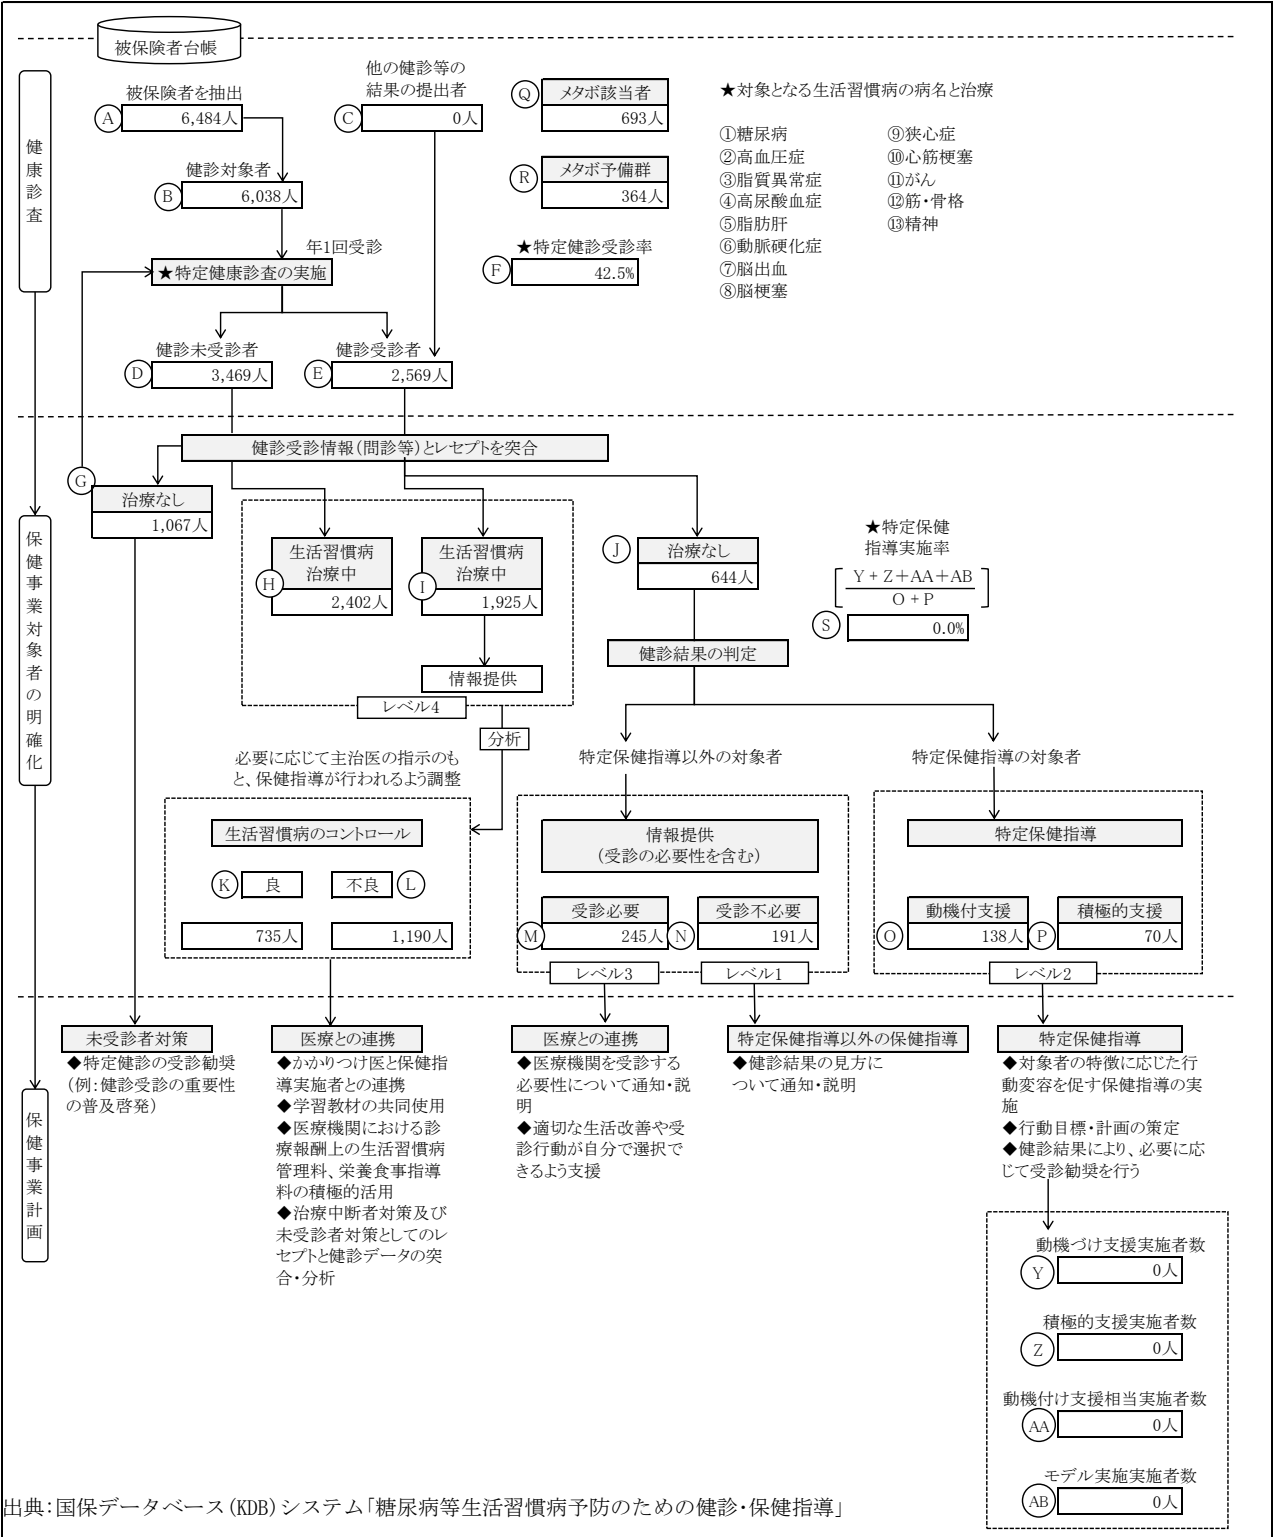 被保険者台帳
健康診査
被保険者を抽出
A
6,484人
他の健診等の
結果の提出者
C
0人
健診対象者
B
6,038人
年1回受診
★特定健康診査の実施
健診未受診者
D
3,469人
健診受診者
E
2,569人
Q
メタボ該当者
693人
R
メタボ予備群
364人
★特定健診受診率
F
42.5%
★対象となる生活習慣病の病名と治療
①糖尿病
②高血圧症
③脂質異常症
④高尿酸血症
⑤脂肪肝
⑥動脈硬化症
⑦脳出血
⑧脳梗塞
⑨狭心症
⑩心筋梗塞
⑪がん
⑫筋・骨格
⑬精神
保健事業対象者の明確化
健診受診情報(問診等)とレセプトを突合
G
治療なし
1,067人
生活習慣病
治療中
H
2,402人
生活習慣病
治療中
I
1,925人
情報提供
レベル4
分析
J
治療なし
644人
健診結果の判定
★特定保健
指導実施率
Y + Z+AA+AB
O + P
S
0.0%
必要に応じて主治医の指示のも
と、保健指導が行われるよう調整
生活習慣病のコントロール
K
良
不良
L
735人
1,190人
特定保健指導以外の対象者
情報提供
(受診の必要性を含む)
受診必要
M
245人
受診不必要
N
191人
レベル3
レベル1
特定保健指導の対象者
特定保健指導
動機付支援
O
138人
積極的支援
P
70人
レベル2
保健事業計画
未受診者対策
◆特定健診の受診勧奨
(例:健診受診の重要性
の普及啓発)
医療との連携
◆かかりつけ医と保健指
導実施者との連携
◆学習教材の共同使用
◆医療機関における診
療報酬上の生活習慣病
管理料、栄養食事指導
料の積極的活用
◆治療中断者対策及び
未受診者対策としてのレ
セプトと健診データの突
合・分析
医療との連携
◆医療機関を受診する
必要性について通知・説
明
◆適切な生活改善や受
診行動が自分で選択で
きるよう支援
特定保健指導以外の保健指導
◆健診結果の見方に
ついて通知・説明
特定保健指導
◆対象者の特徴に応じた行
動変容を促す保健指導の実
施
◆行動目標・計画の策定
◆健診結果により、必要に応
じて受診勧奨を行う
動機づけ支援実施者数
Y
0人
積極的支援実施者数
Z
0人
動機付け支援相当実施者数
AA
0人
モデル実施実施者数
AB
0人
出典:国保データベース(KDB)システム「糖尿病等生活習慣病予防のための健診・保健指導」